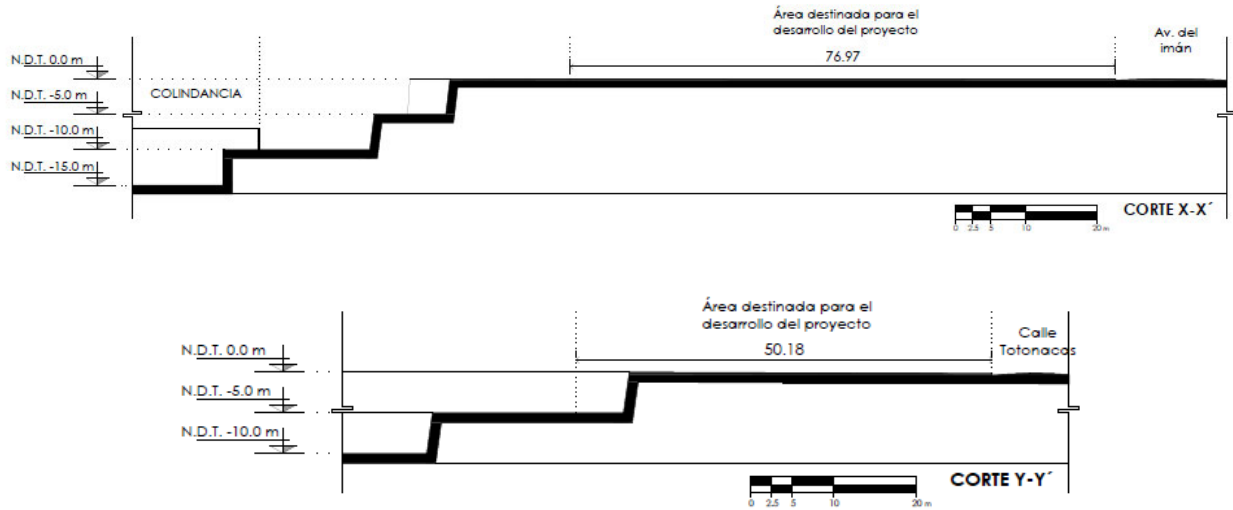 Área destinada para el
desarrollo del proyecto
Av. del
imán
76.97
N.D.T. 0.0 m
COLINDANCIA
N.D.T. -5.0 m
N.D.T. -10.0 m
N.D.T. -15.0 m
CORTE X-X´
0 2.5 5 10 20 m
Área destinada para el
desarrollo del proyecto
Calle
Totonacas
50.18
N.D.T. 0.0 m
N.D.T. -5.0 m
N.D.T. -10.0 m
CORTE Y-Y´
0 2.5 5 10 20 m